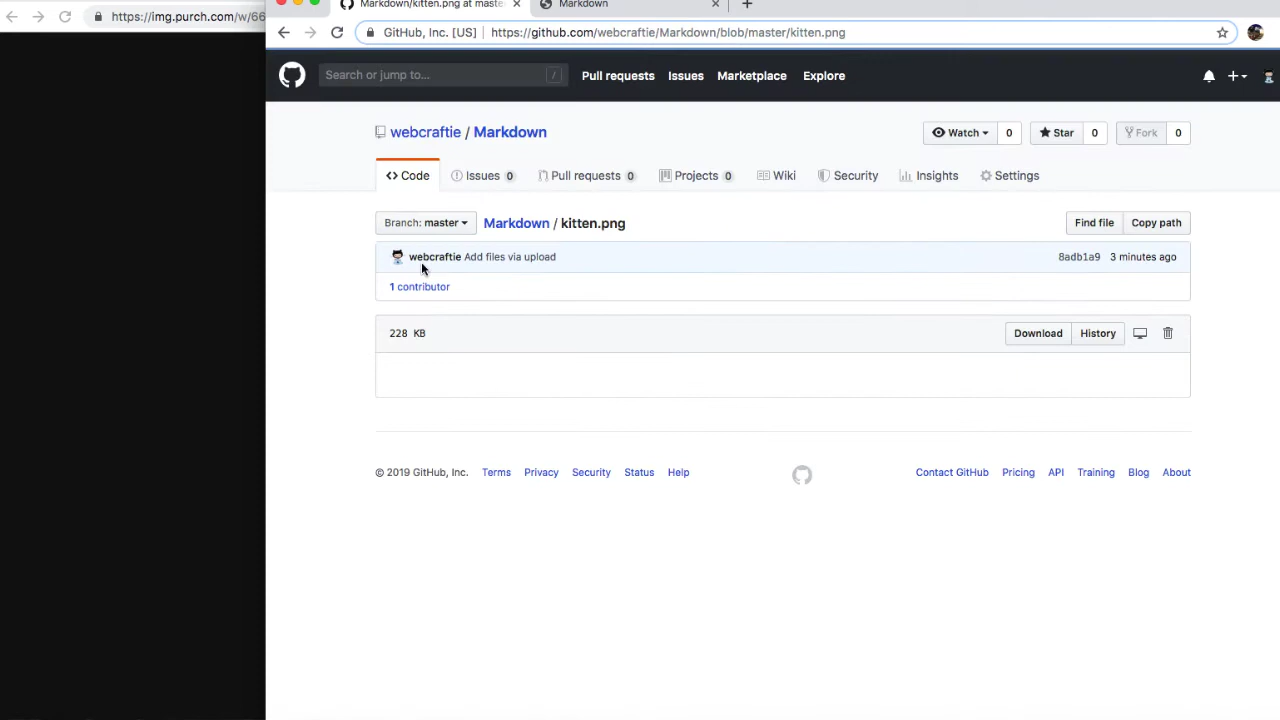 Markdown/kitten.png at maste
Markdown
https://img.purch.com/w/66
GitHub, Inc. [US] https://github.com/webcraftie/Markdown/blob/master/kitten.png
Search or jump to... /
Pull requests Issues Marketplace Explore
webcraftie / Markdown
Watch 0 Star 0 Fork 0
Code Issues 0 Pull requests 0 Projects 0 Wiki Security Insights Settings
Branch: master Markdown / kitten.png Find file Copy path
webcraftie Add files via upload 8adb1a9 3 minutes ago
1 contributor
228 KB Download History
© 2019 GitHub, Inc. Terms Privacy Security Status Help Contact GitHub Pricing API Training Blog About